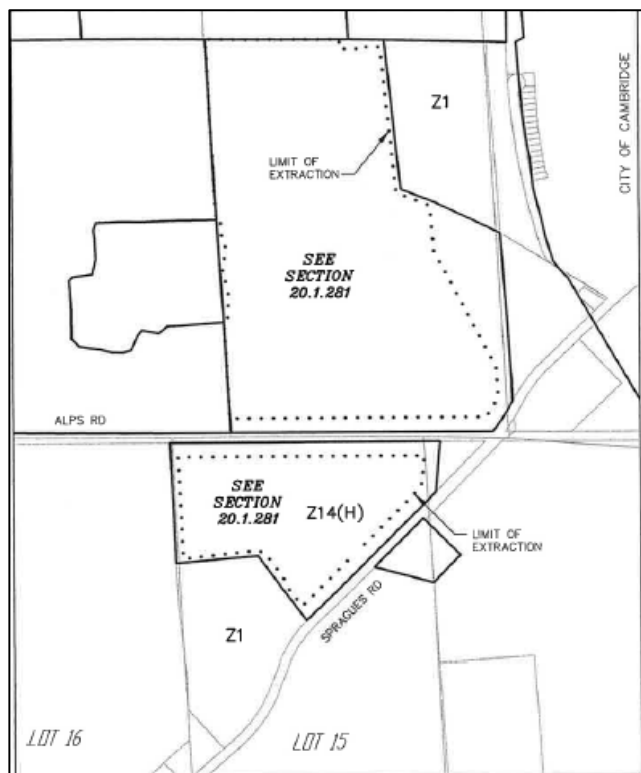 Z1
CITY OF CAMBRIDGE
LIMIT OF
EXTRACTION
SEE
SECTION
20.1.281
ALPS RD
SEE
SECTION
20.1.281
Z14(H)
LIMIT OF
EXTRACTION
SPRAGUES RD
Z1
LOT 16
LOT 15